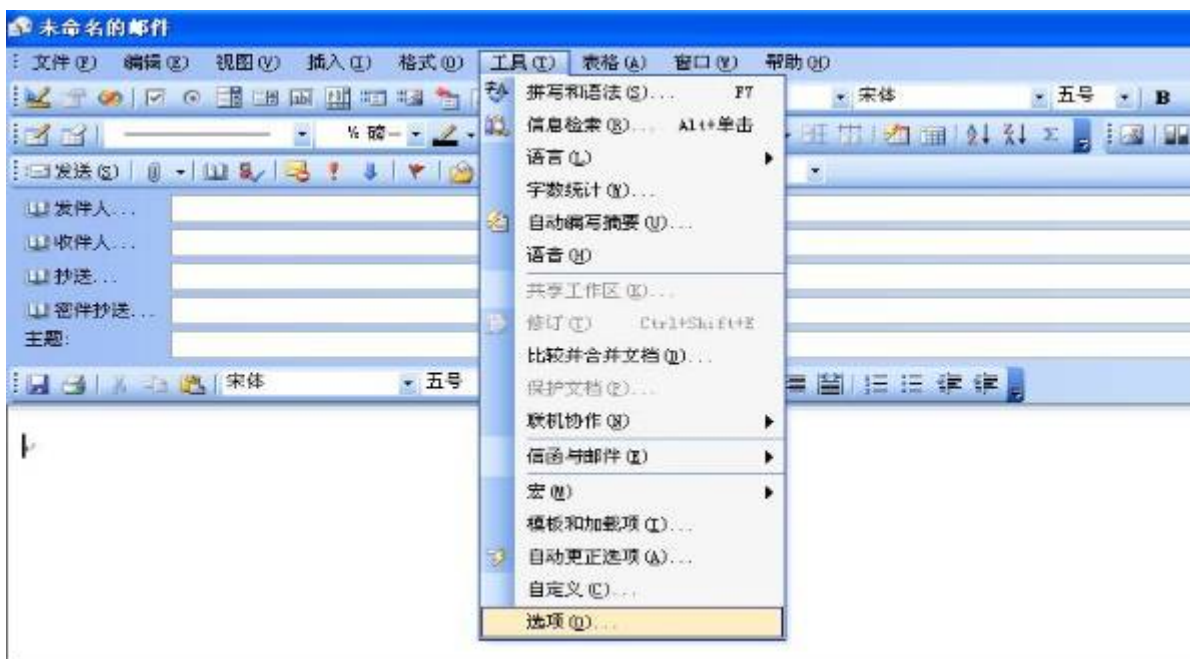 未命名的邮件
文件(F) 编辑(E) 视图(V) 插入(I) 格式(O) 工具(T) 表格(A) 窗口(W) 帮助(H)
宋体 五号 B
½ 磅
发送(S)
发件人...
收件人...
抄送...
密件抄送...
主题:
宋体 五号
拼写和语法(S)... F7
信息检索(R)... Alt+单击
语言(L)
字数统计(W)...
自动编写摘要(U)...
语音(H)
共享工作区(K)...
修订(T) Ctrl+Shift+E
比较并合并文档(D)...
保护文档(P)...
联机协作(N)
信函与邮件(E)
宏(M)
模板和加载项(I)...
自动更正选项(A)...
自定义(C)...
选项(O)...